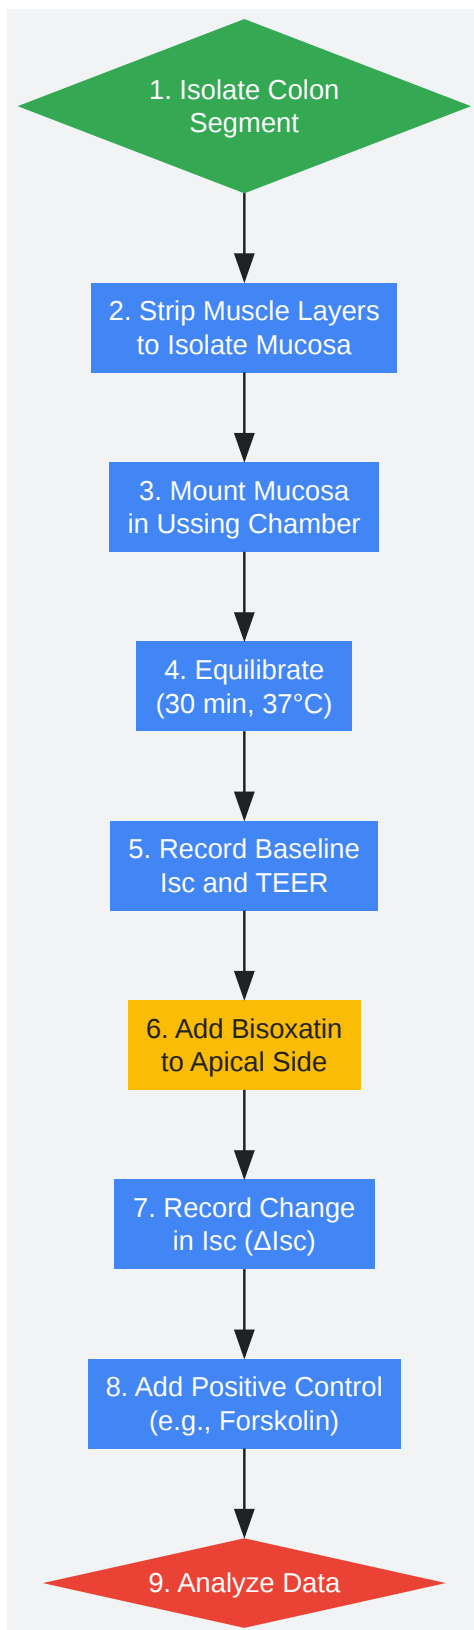 1. Isolate Colon
Segment
2. Strip Muscle Layers
to Isolate Mucosa
3. Mount Mucosa
in Ussing Chamber
4. Equilibrate
(30 min, 37°C)
5. Record Baseline
Isc and TEER
6. Add Bisoxatin
to Apical Side
7. Record Change
in Isc (ΔIsc)
8. Add Positive Control
(e.g., Forskolin)
9. Analyze Data